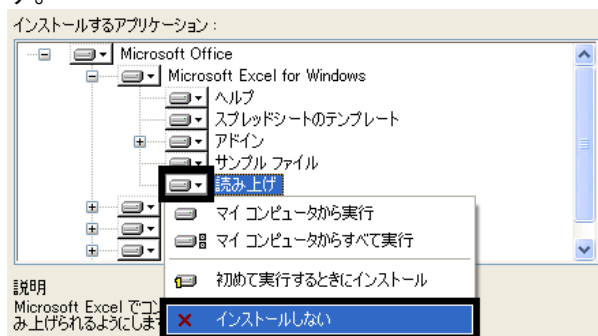 す。
インストールするアプリケーション :
Microsoft Office
Microsoft Excel for Windows
ヘルプ
スプレッドシートのテンプレート
アドイン
サンプル ファイル
読み上げ
マイ コンピュータから実行
マイ コンピュータからすべて実行
初めて実行するときにインストール
インストールしない
説明
Microsoft Excel でコン
み上げられるようにしま